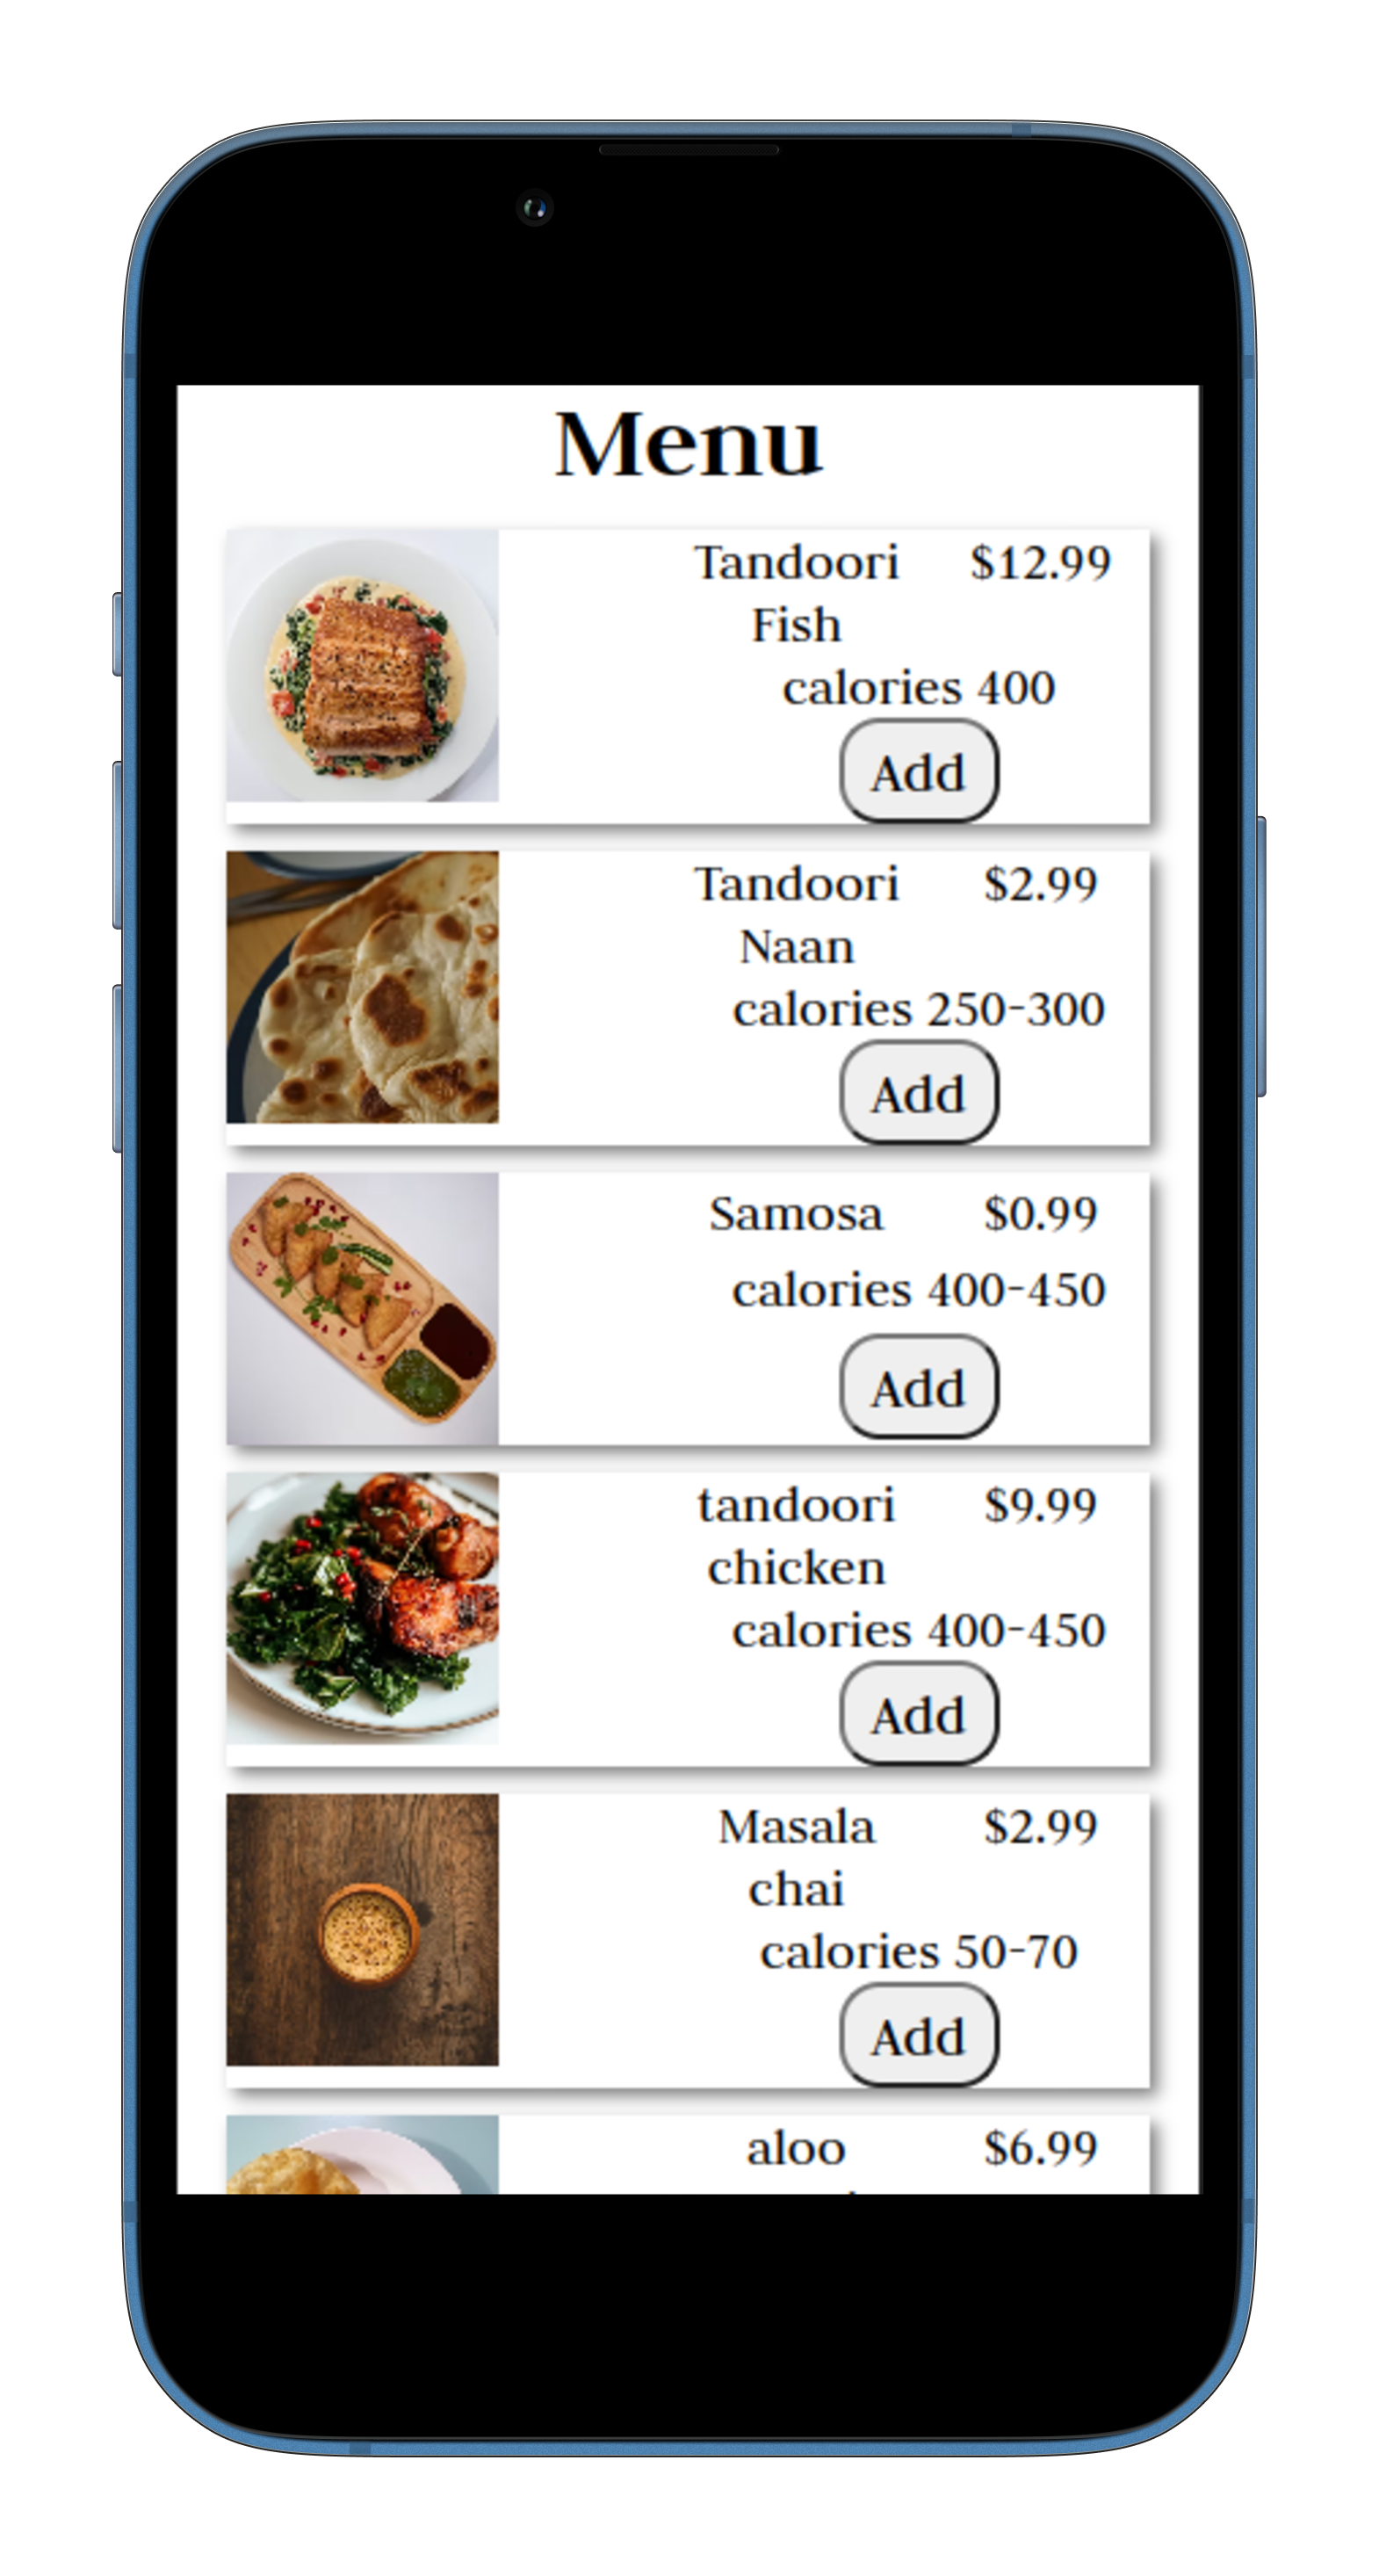 Menu
Tandoori $12.99
Fish
calories 400
Add
Tandoori $2.99
Naan
calories 250-300
Add
Samosa $0.99
calories 400-450
Add
tandoori $9.99
chicken
calories 400-450
Add
Masala $2.99
chai
calories 50-70
Add
aloo $6.99